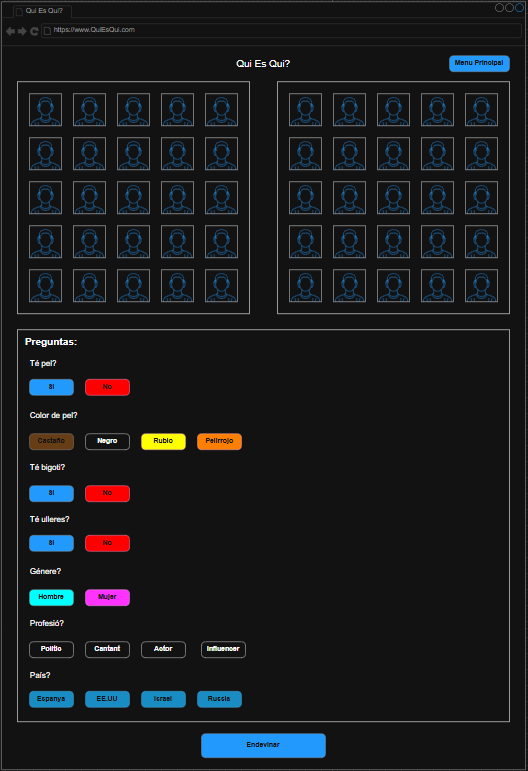 Qui Es Qui?
https://www.QuiEsQui.com
Qui Es Qui?
Menu Principal
Preguntas:
Té pel?
Si No
Color de pel?
Castaño Negro Rubio Pelirrojo
Té bigoti?
Si No
Té ulleres?
Si No
Génere?
Hombre Mujer
Profesió?
Polític Cantant Actor Influencer
País?
Espanya EE.UU Israel Russia
Endevinar